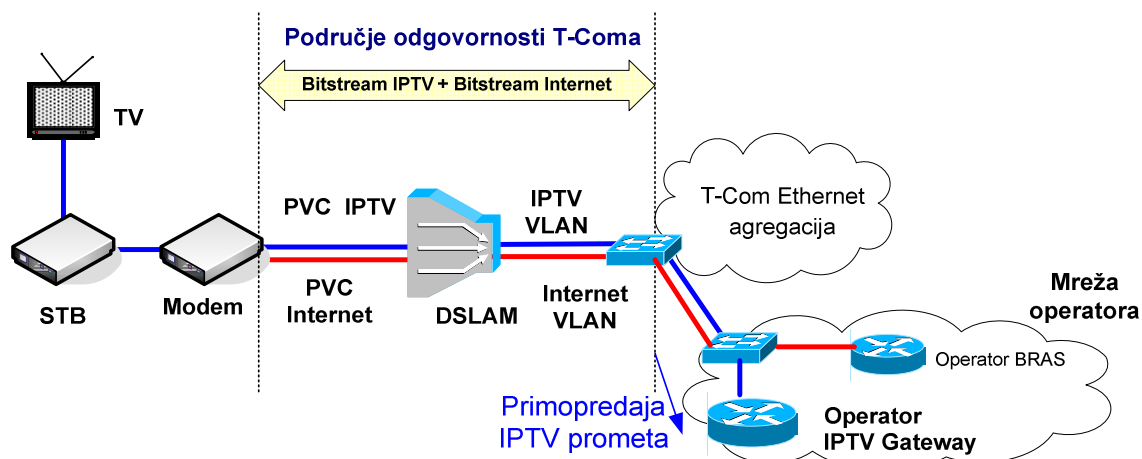 Područje odgovornosti T-Coma
Bitstream IPTV + Bitstream Internet
TV
T-Com Ethernet
agregacija
PVC IPTV
IPTV
VLAN
STB
Modem
PVC
Internet
DSLAM
Internet
VLAN
Mreža
operatora
Operator BRAS
Primopredaja
IPTV prometa
Operator
IPTV Gateway